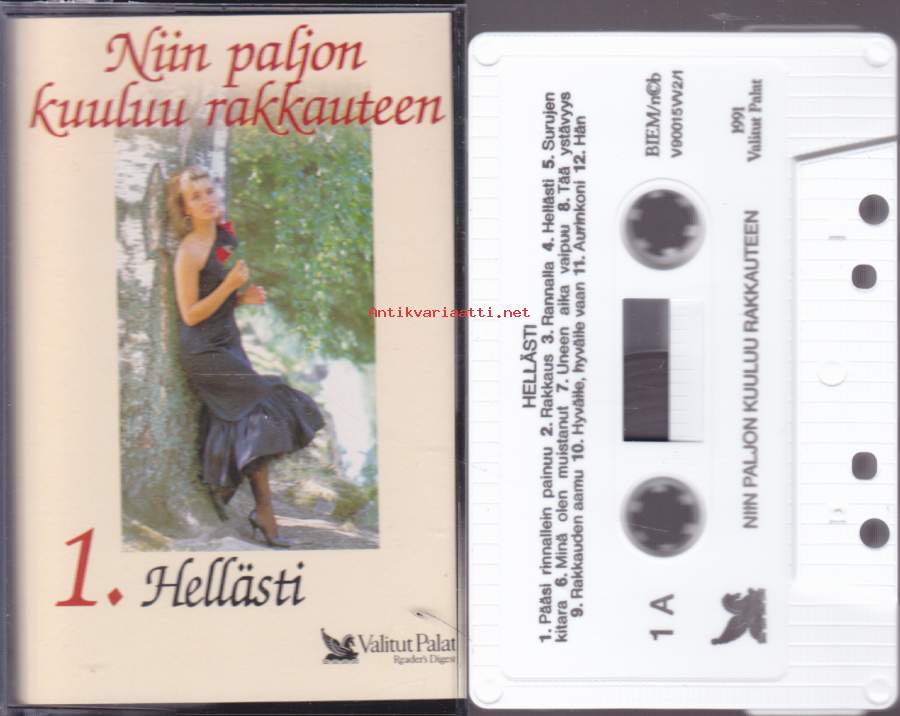 Niin paljon
kuuluu rakkauteen
Antikvariastti.net
1. Hellästi
Valitut Palat
Reader's Digest
HELLÄSTI
1. Pääsi rinnallein painuu 2. Rakkaus 3. Rannalla 4. Hellästi 5. Surujen
kitara 6. Minä olen muistanut 7. Uneen aika vaipuu 8. Tää ystävyys
9. Rakkauden aamu 10. Hyvälle, hyvälle vaan 11. Aurinkoni 12. Hän
1 A
BIEM/n©b
V90015VV2/1
NIIN PALJON KUULUU RAKKAUTEEN
1991
Valitut Palat